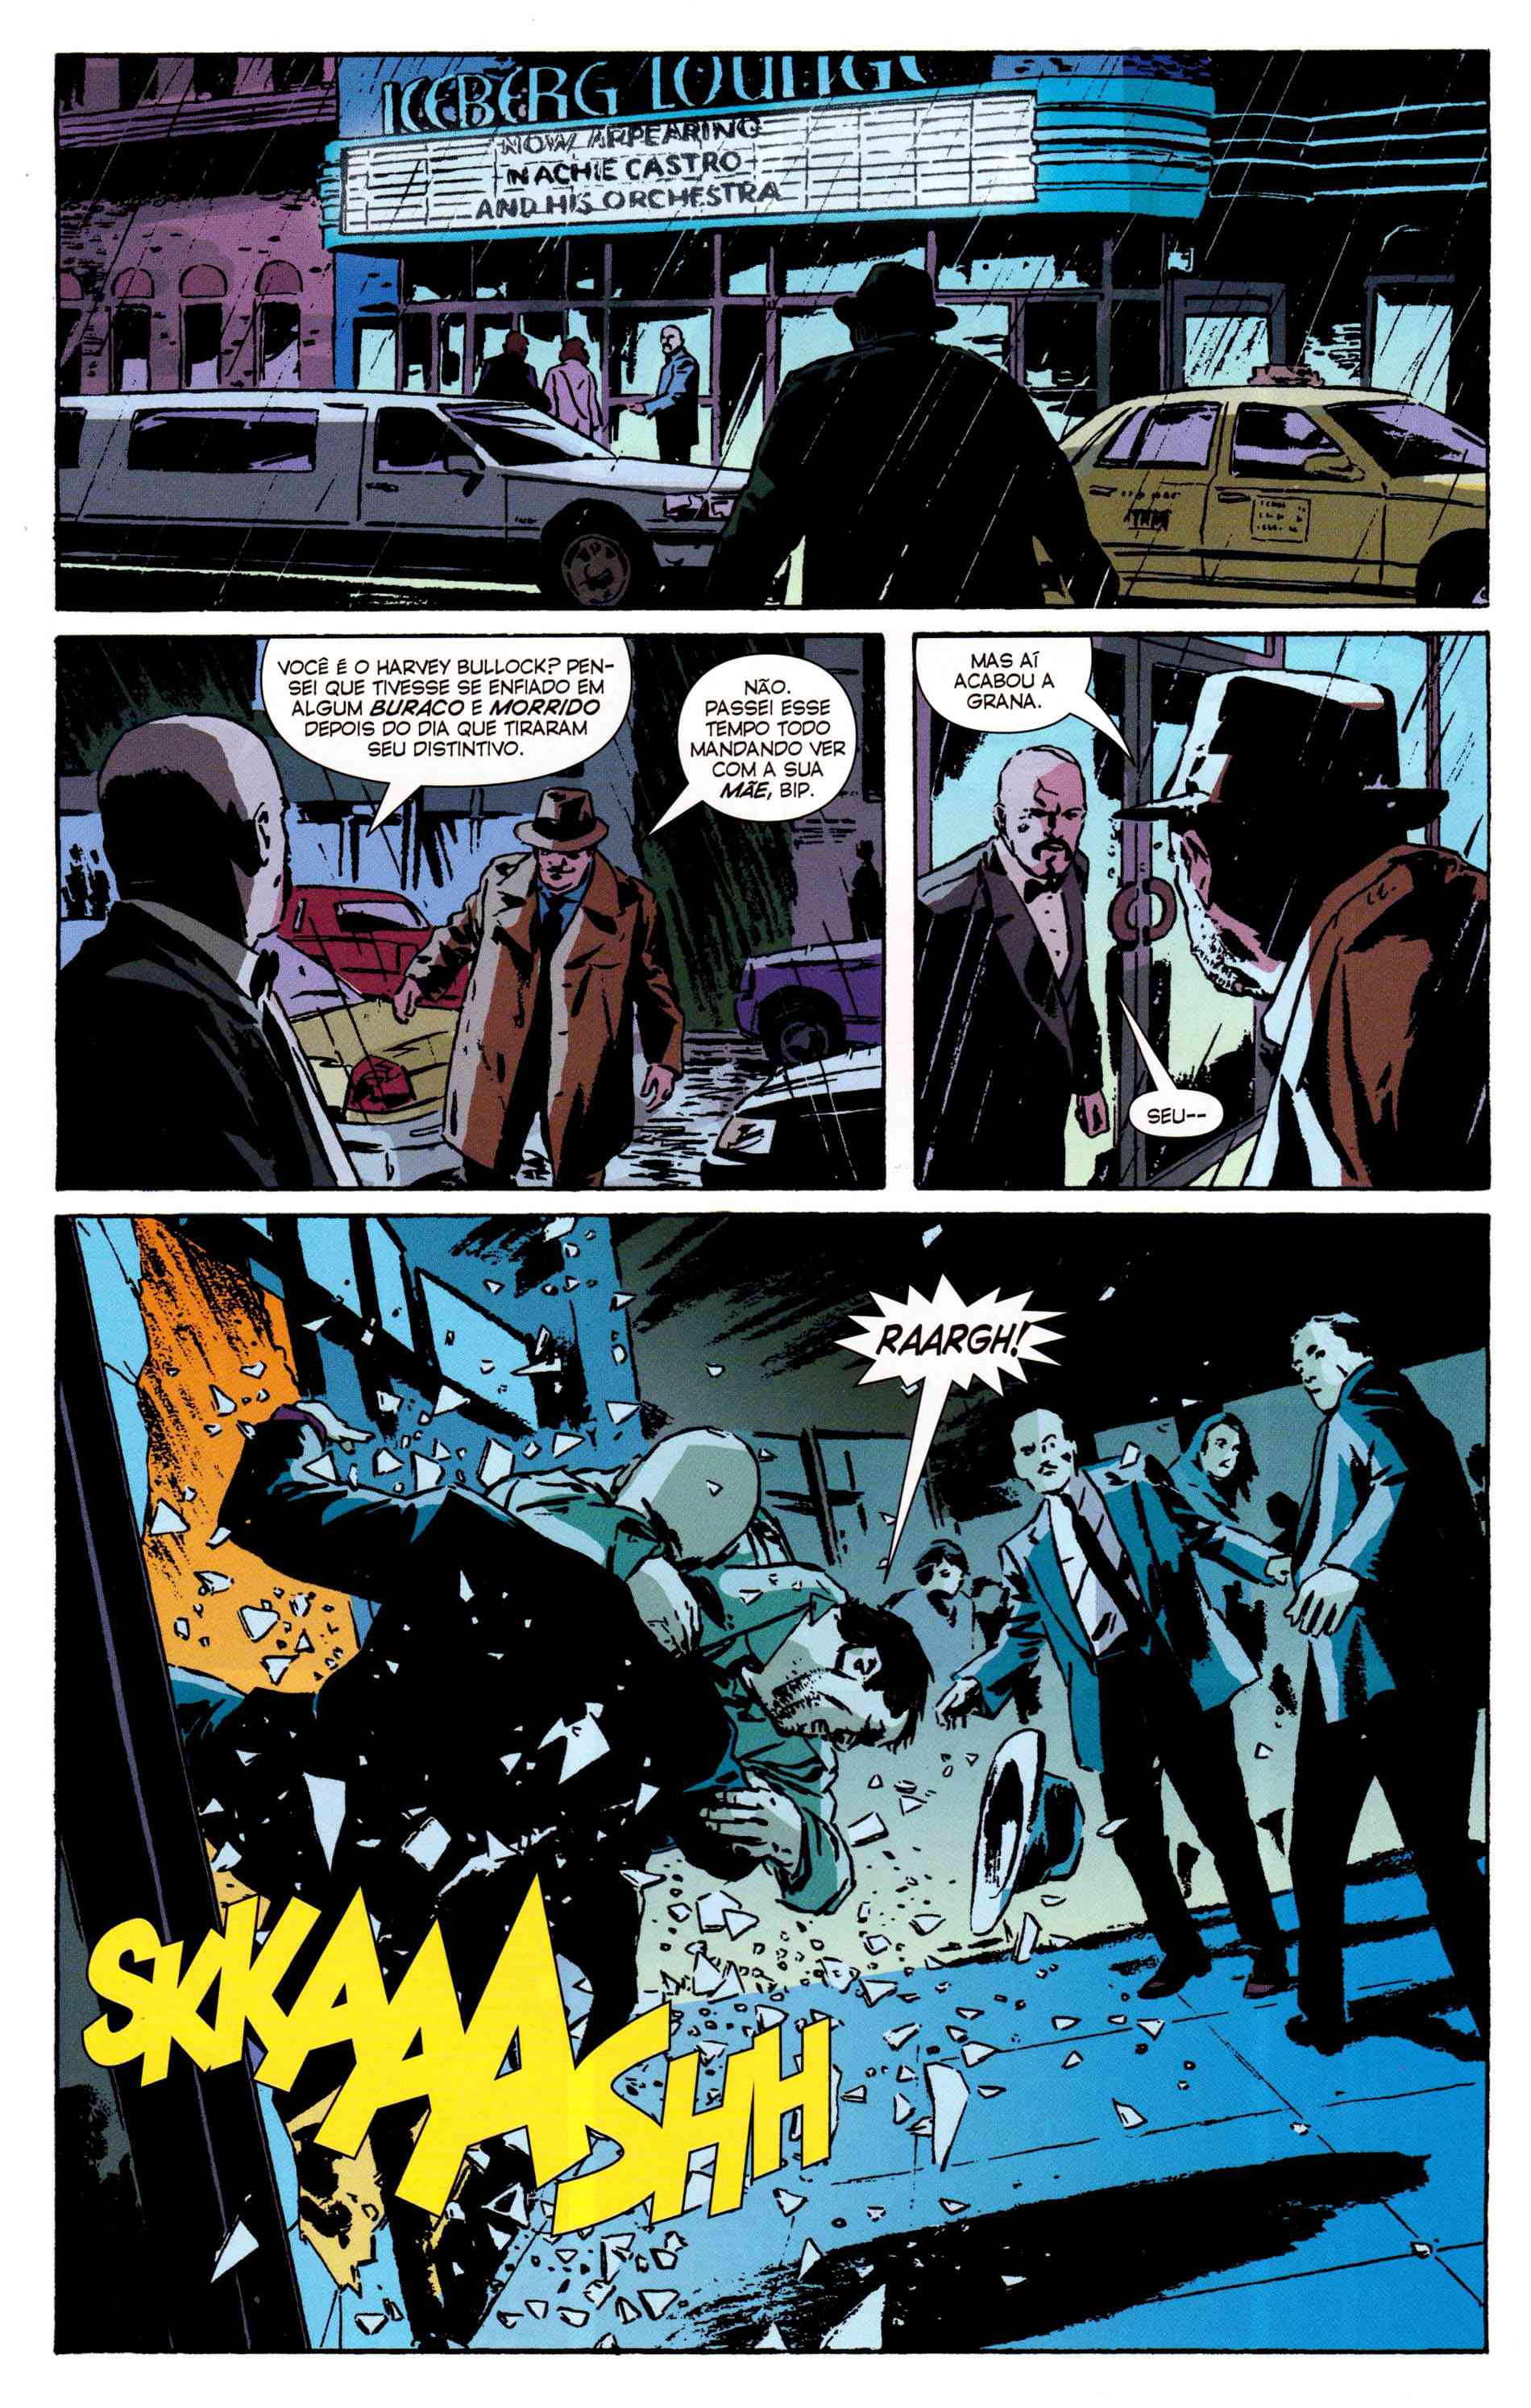 ICEBERG LOUNGE
NOW APPEARING
NACHIE CASTRO
AND HIS ORCHESTRA
VOCÊ É O HARVEY BULLOCK? PEN-
SEI QUE TIVESSE SE ENFIADO EM
ALGUM BURACO E MORRIDO
DEPOIS DO DIA QUE TIRARAM
SEU DISTINTIVO.
NÃO.
PASSEI ESSE
TEMPO TODO
MANDANDO VER
COM A SUA
MÃE, BIP.
MAS AÍ
ACABOU A
GRANA.
SEU--
RAARGH!
SKKAAASHH